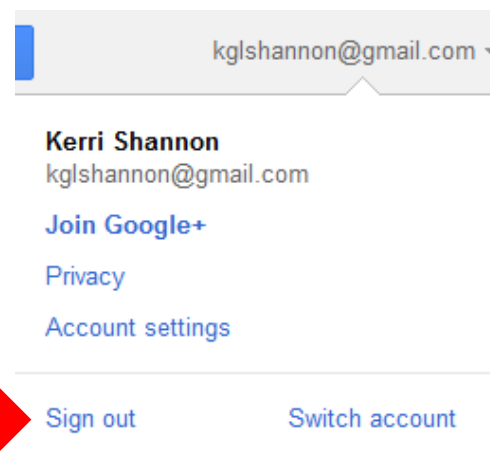 kglshannon@gmail.com
Kerri Shannon
kglshannon@gmail.com
Join Google+
Privacy
Account settings
Sign out Switch account